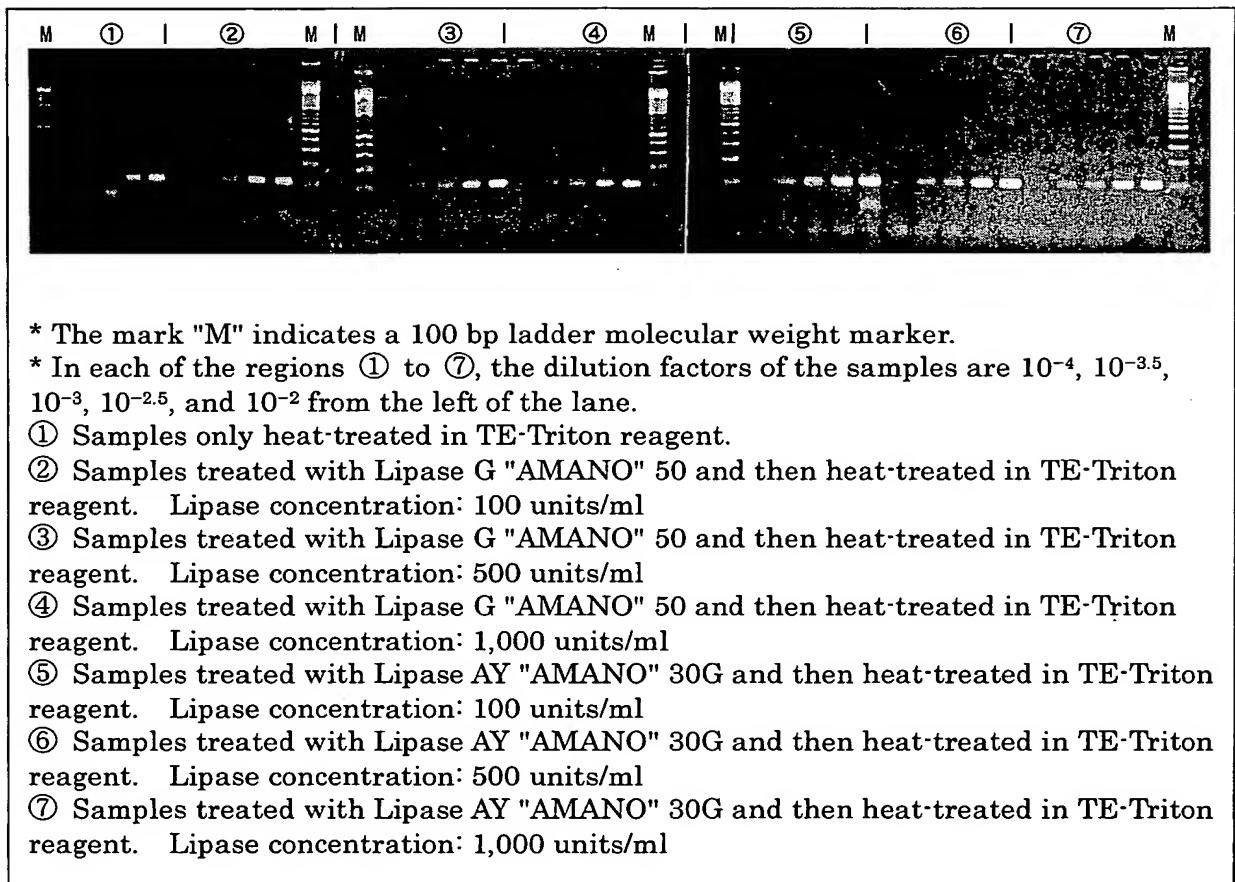 M ① | ② M | M ③ | ④ M | M| ⑤ | ⑥ | ⑦ M
* The mark "M" indicates a 100 bp ladder molecular weight marker.
* In each of the regions ① to ⑦, the dilution factors of the samples are 10⁻⁴, 10⁻³·⁵,
10⁻³, 10⁻²·⁵, and 10⁻² from the left of the lane.
① Samples only heat-treated in TE-Triton reagent.
② Samples treated with Lipase G "AMANO" 50 and then heat-treated in TE-Triton
reagent. Lipase concentration: 100 units/ml
③ Samples treated with Lipase G "AMANO" 50 and then heat-treated in TE-Triton
reagent. Lipase concentration: 500 units/ml
④ Samples treated with Lipase G "AMANO" 50 and then heat-treated in TE-Triton
reagent. Lipase concentration: 1,000 units/ml
⑤ Samples treated with Lipase AY "AMANO" 30G and then heat-treated in TE-Triton
reagent. Lipase concentration: 100 units/ml
⑥ Samples treated with Lipase AY "AMANO" 30G and then heat-treated in TE-Triton
reagent. Lipase concentration: 500 units/ml
⑦ Samples treated with Lipase AY "AMANO" 30G and then heat-treated in TE-Triton
reagent. Lipase concentration: 1,000 units/ml